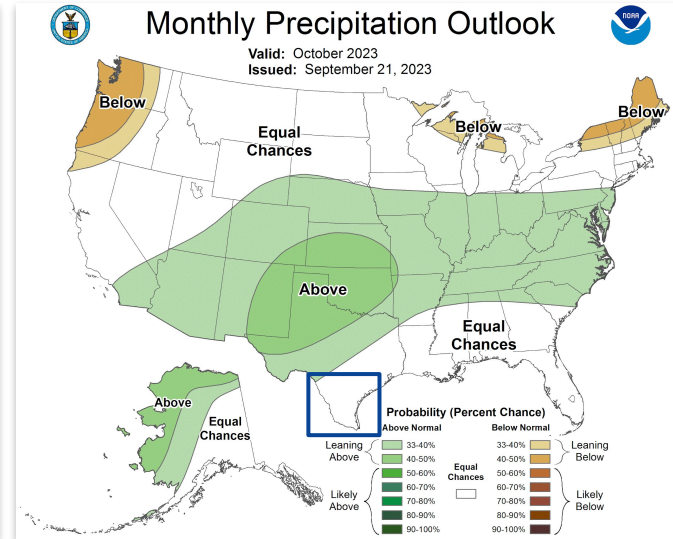 Monthly Precipitation Outlook
NOAA
Valid: October 2023
Issued: September 21, 2023
Below
Equal
Chances
Below
Below
Above
Equal
Chances
Above
Equal
Chances
Probability (Percent Chance)
Above Normal
Below Normal
Leaning
Above
33-40%
40-50%
Likely
Above
50-60%
60-70%
70-80%
80-90%
90-100%
Equal
Chances
33-40%
40-50%
Leaning
Below
50-60%
60-70%
70-80%
80-90%
90-100%
Likely
Below